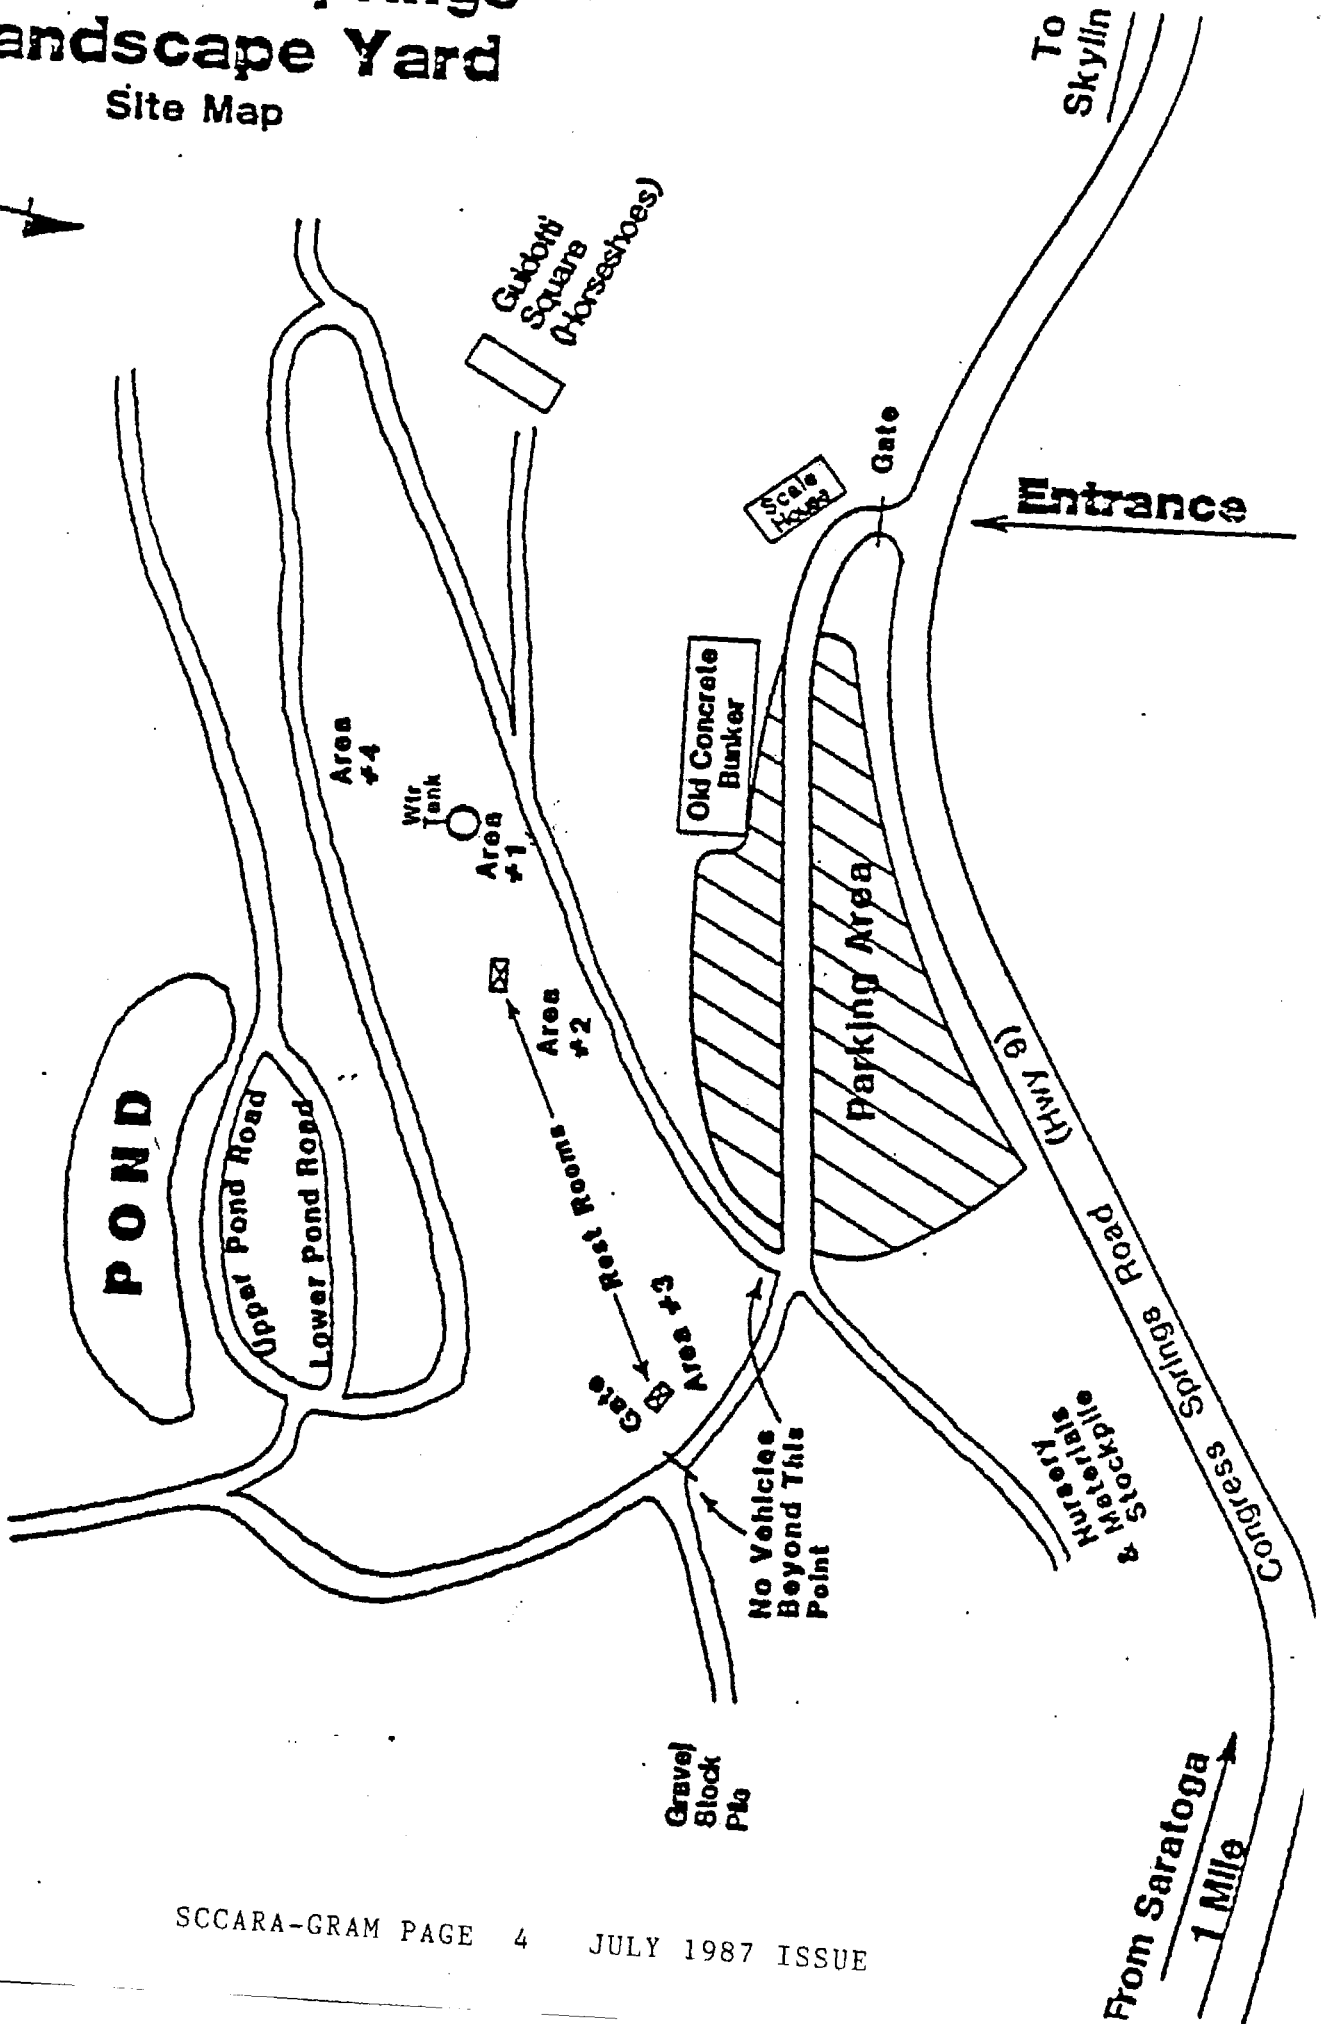 andscape Yard
Site Map
To
Skylin
Guidotti
Square
(Horseshoes)
Gate
Scale
House
Entrance
Old Concrete
Bunker
Area
#4
Wtr
Tank
Area
#1
Area
#2
Parking Area
POND
Upper Pond Road
Lower Pond Road
Rest Rooms
Area #3
Gate
No Vehicles
Beyond This
Point
Nursery
& Materials
Stockpile
Congress Springs Road (Hwy 9)
Gravel
Stock
Pile
From Saratoga
1 Mile
SCCARA-GRAM PAGE 4 JULY 1987 ISSUE